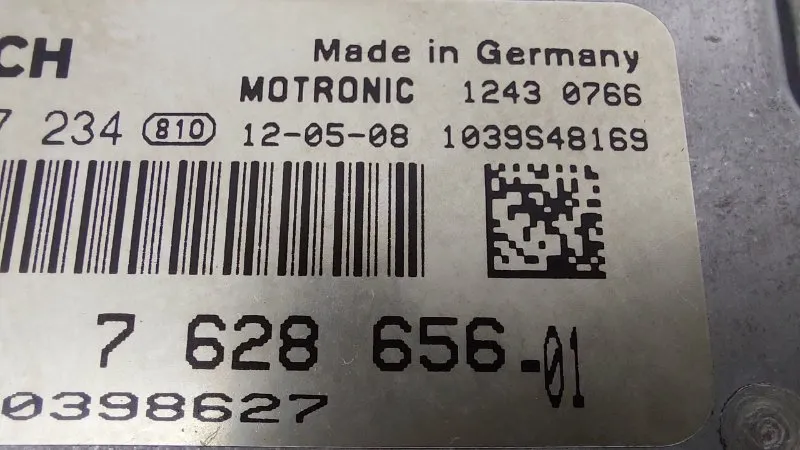 CH Made in Germany
MOTRONIC 1243 0766
7 234 810 12-05-08 1039S48169
7 628 656-01
0398627